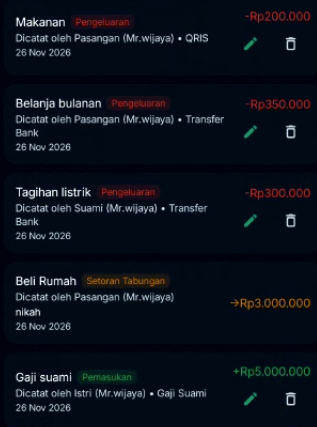 Makanan Pengeluaran -Rp200.000
Dicatat oleh Pasangan (Mr.wijaya) • QRIS
26 Nov 2026
Belanja bulanan Pengeluaran -Rp350.000
Dicatat oleh Pasangan (Mr.wijaya) • Transfer
Bank
26 Nov 2026
Tagihan listrik Pengeluaran -Rp300.000
Dicatat oleh Suami (Mr.wijaya) • Transfer
Bank
26 Nov 2026
Beli Rumah Setoran Tabungan
Dicatat oleh Pasangan (Mr.wijaya) →Rp3.000.000
nikah
26 Nov 2026
Gaji suami Pemasukan +Rp5.000.000
Dicatat oleh Istri (Mr.wijaya) • Gaji Suami
26 Nov 2026